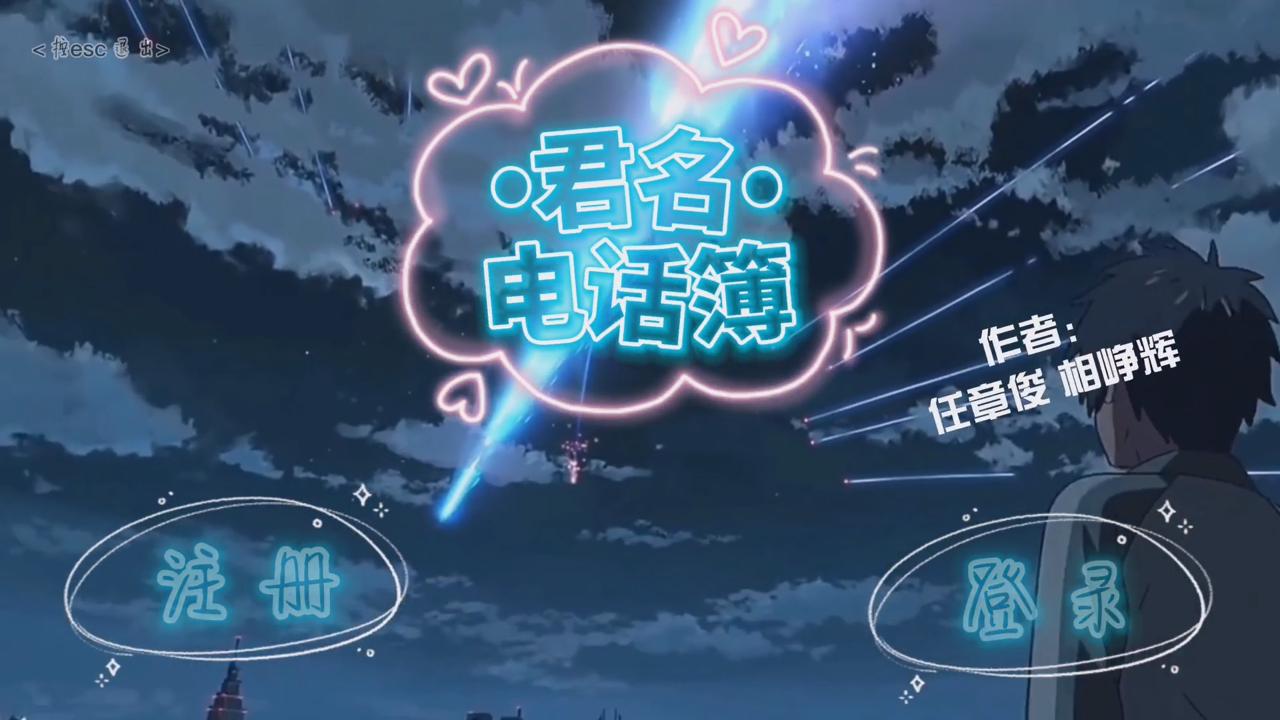 <按esc退出>
·君名·
电话簿
作者：
任章俊 相峥辉
注册
登录